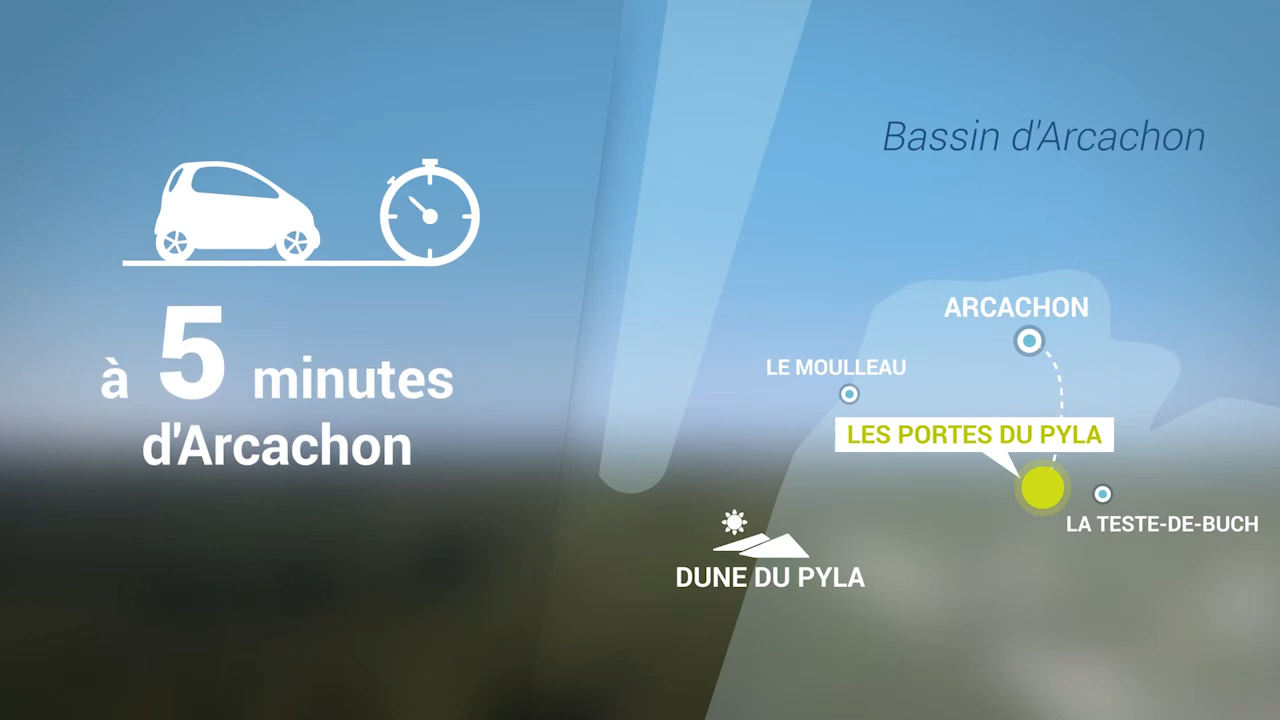 à 5 minutes
d'Arcachon
Bassin d'Arcachon
ARCACHON
LE MOULLEAU
LES PORTES DU PYLA
LA TESTE-DE-BUCH
DUNE DU PYLA